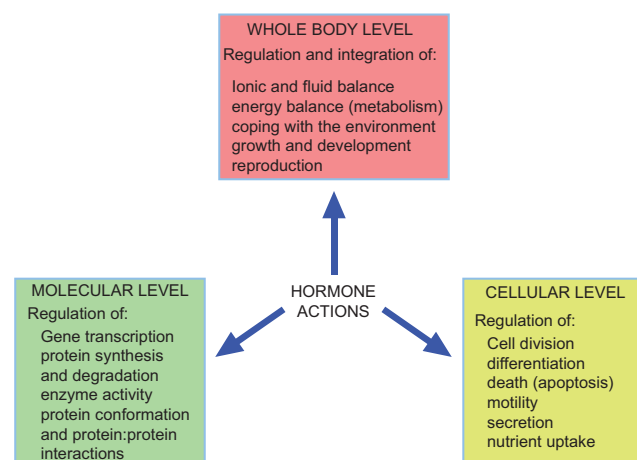 WHOLE BODY LEVEL
Regulation and integration of:
Ionic and fluid balance
energy balance (metabolism)
coping with the environment
growth and development
reproduction
HORMONE
ACTIONS
MOLECULAR LEVEL
Regulation of:
Gene transcription
protein synthesis
and degradation
enzyme activity
protein conformation
and protein:protein
interactions
CELLULAR LEVEL
Regulation of:
Cell division
differentiation
death (apoptosis)
motility
secretion
nutrient uptake